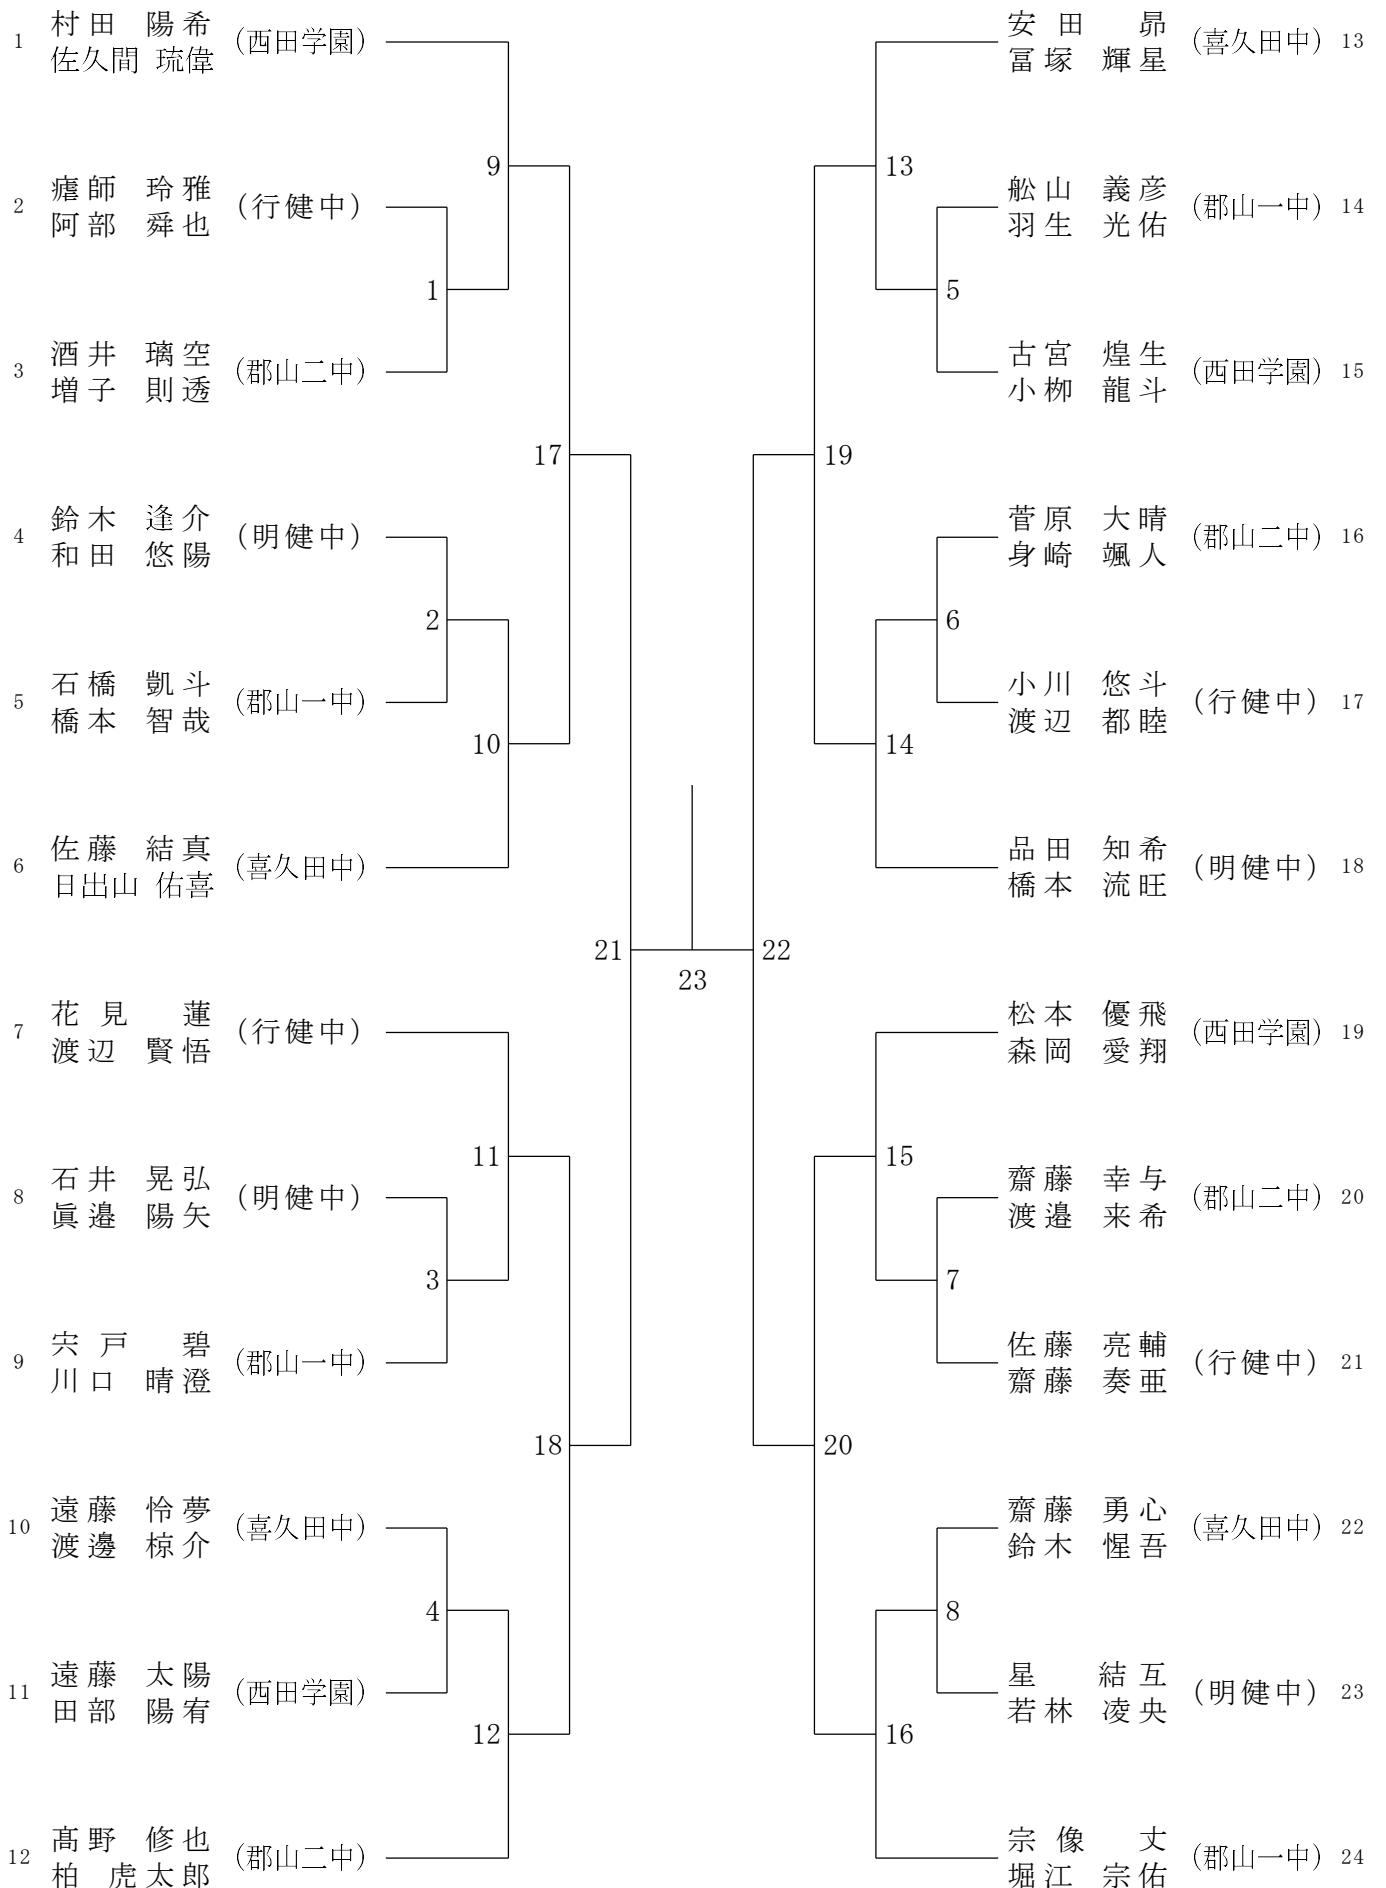 1 村田 陽希 (西田学園)
佐久間 琉偉
2 瘧師 玲雅 (行健中)
阿部 舜也
3 酒井 璃空 (郡山二中)
増子 則透
4 鈴木 逢介 (明健中)
和田 悠陽
5 石橋 凱斗 (郡山一中)
橋本 智哉
6 佐藤 結真 (喜久田中)
日出山 佑喜
7 花見 蓮 (行健中)
渡辺 賢悟
8 石井 晃弘 (明健中)
眞邉 陽矢
9 宍戸 碧 (郡山一中)
川口 晴澄
10 遠藤 怜夢 (喜久田中)
渡邊 椋介
11 遠藤 太陽 (西田学園)
田部 陽宥
12 髙野 修也 (郡山二中)
柏 虎太郎
9
1
17
2
10
21
11
3
18
4
12
23
13
5
19
6
14
22
15
7
20
8
16
安田 昴 (喜久田中) 13
冨塚 輝星
舩山 義彦 (郡山一中) 14
羽生 光佑
古宮 煌生 (西田学園) 15
小栁 龍斗
菅原 大晴 (郡山二中) 16
身崎 颯人
小川 悠斗 (行健中) 17
渡辺 都睦
品田 知希 (明健中) 18
橋本 流旺
松本 優飛 (西田学園) 19
森岡 愛翔
齋藤 幸与 (郡山二中) 20
渡邉 来希
佐藤 亮輔 (行健中) 21
齋藤 奏亜
齋藤 勇心 (喜久田中) 22
鈴木 惺吾
星 結互 (明健中) 23
若林 凌央
宗像 丈 (郡山一中) 24
堀江 宗佑